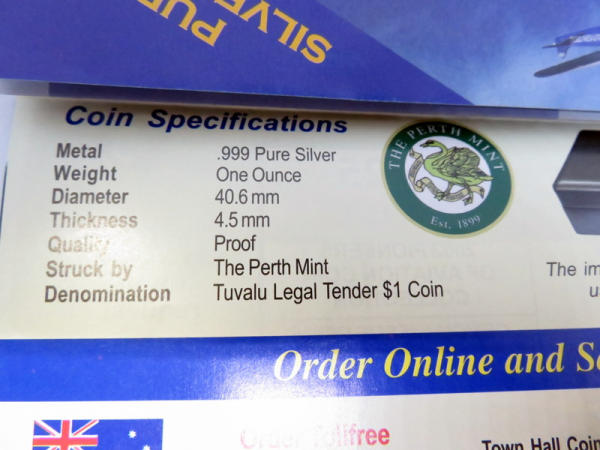 PU
SILVE
Coin Specifications
Metal .999 Pure Silver
Weight One Ounce
Diameter 40.6 mm
Thickness 4.5 mm
Quality Proof
Struck by The Perth Mint
Denomination Tuvalu Legal Tender $1 Coin
THE PERTH MINT
Est. 1899
The im
u
Order Online and S
Order Tollfree
Town Hall Coin